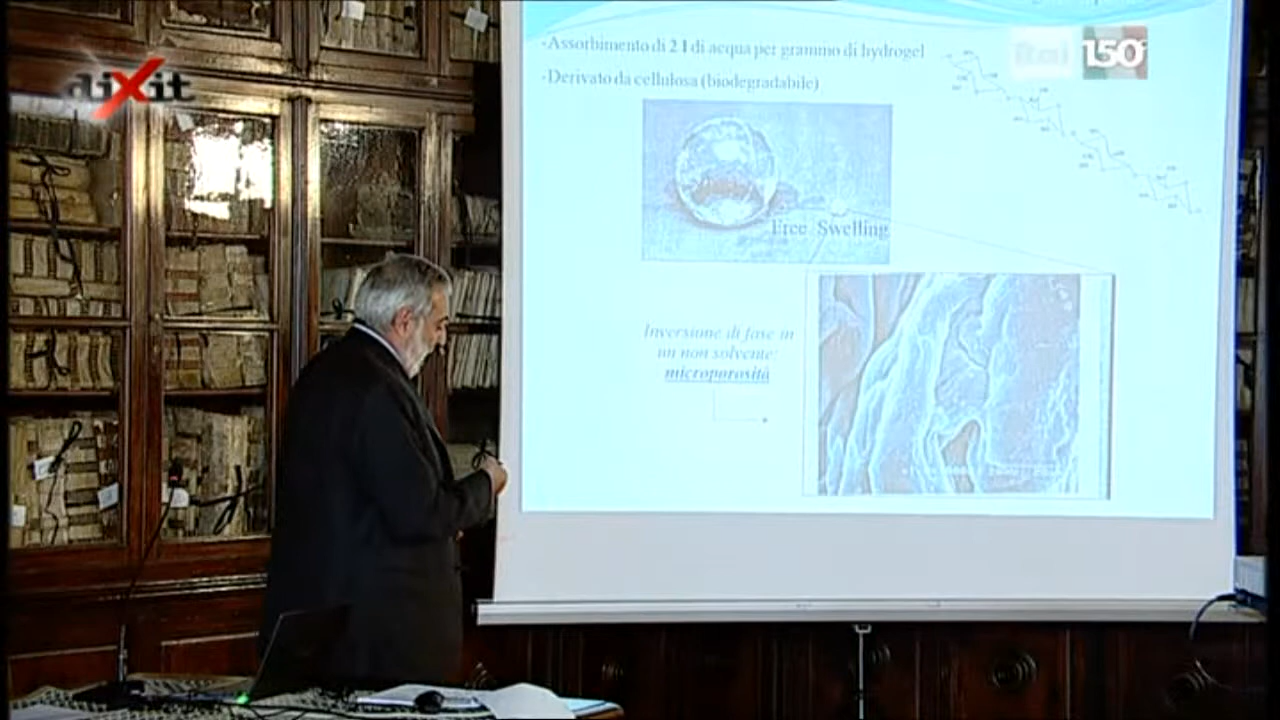 diXit
Rai 150°
-Assorbimento di 2 l di acqua per grammo di hydrogel
-Derivato da cellulosa (biodegradabile)
Free Swelling
Inversione di fase in
un non solvente:
microporosità